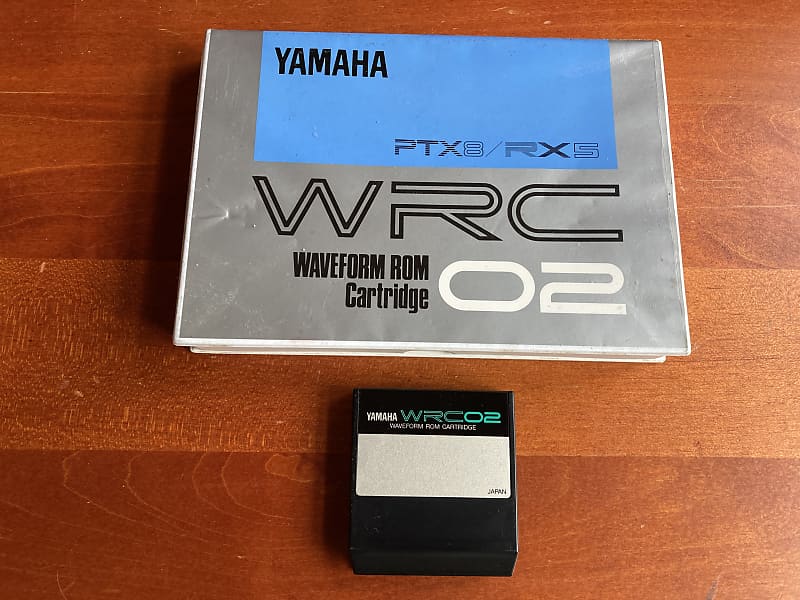 YAMAHA
PTX8/RX5
WRC
WAVEFORM ROM
Cartridge
02
YAMAHA WRC02
WAVEFORM ROM CARTRIDGE
JAPAN